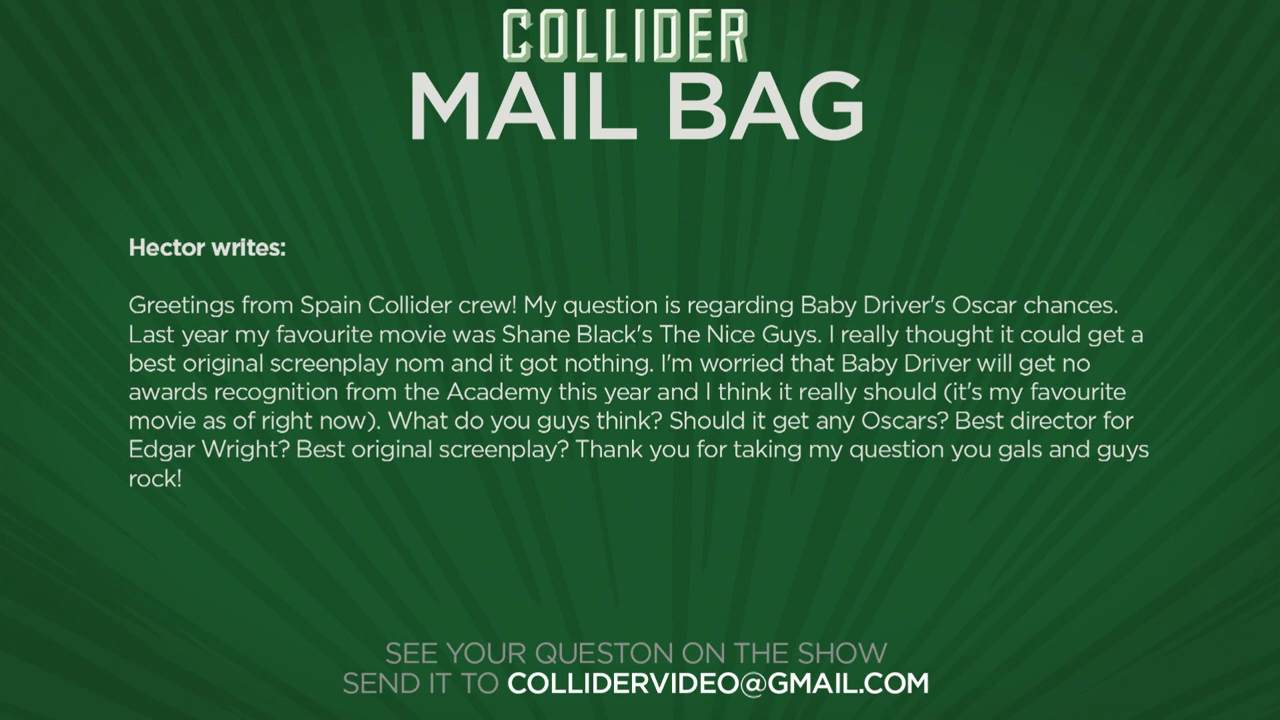 COLLIDER
MAIL BAG
Hector writes:
Greetings from Spain Collider crew! My question is regarding Baby Driver's Oscar chances.
Last year my favourite movie was Shane Black's The Nice Guys. I really thought it could get a
best original screenplay nom and it got nothing. I'm worried that Baby Driver will get no
awards recognition from the Academy this year and I think it really should (it's my favourite
movie as of right now). What do you guys think? Should it get any Oscars? Best director for
Edgar Wright? Best original screenplay? Thank you for taking my question you gals and guys
rock!
SEE YOUR QUESTON ON THE SHOW
SEND IT TO COLLIDERVIDEO@GMAIL.COM